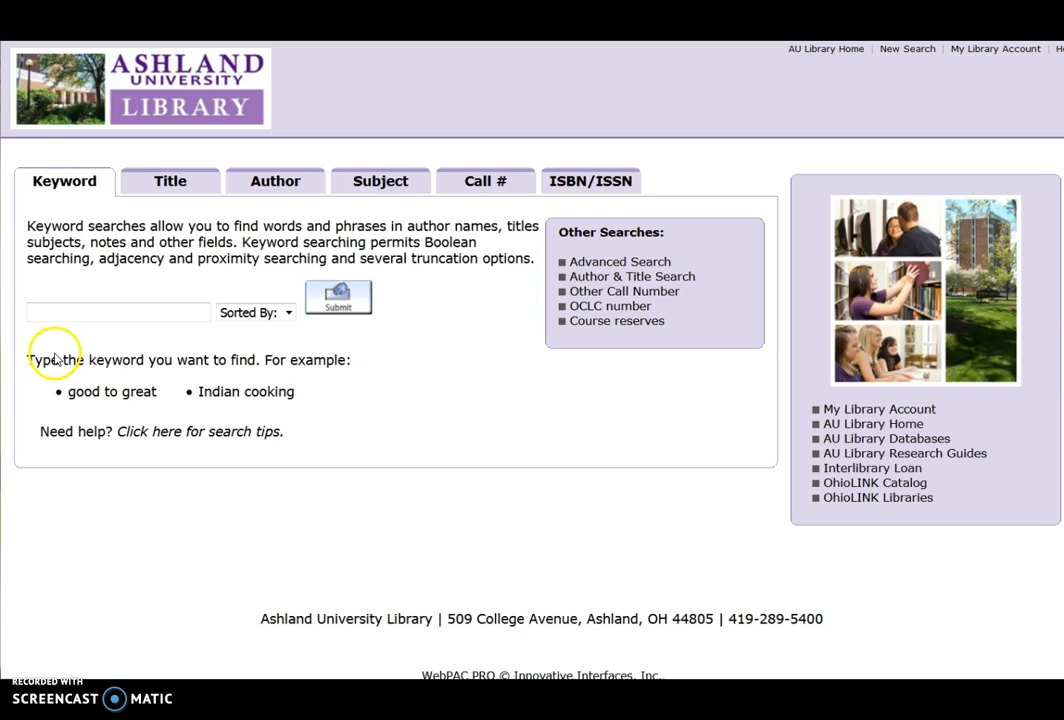 AU Library Home | New Search | My Library Account |
ASHLAND
UNIVERSITY
LIBRARY
Keyword
Title
Author
Subject
Call #
ISBN/ISSN
Keyword searches allow you to find words and phrases in author names, titles
subjects, notes and other fields. Keyword searching permits Boolean
searching, adjacency and proximity searching and several truncation options.
Sorted By:
Submit
Type the keyword you want to find. For example:
• good to great • Indian cooking
Need help? Click here for search tips.
Other Searches:
Advanced Search
Author & Title Search
Other Call Number
OCLC number
Course reserves
My Library Account
AU Library Home
AU Library Databases
AU Library Research Guides
Interlibrary Loan
OhioLINK Catalog
OhioLINK Libraries
Ashland University Library | 509 College Avenue, Ashland, OH 44805 | 419-289-5400
WebPAC PRO © Innovative Interfaces, Inc.
RECORDED WITH
SCREENCAST MATIC